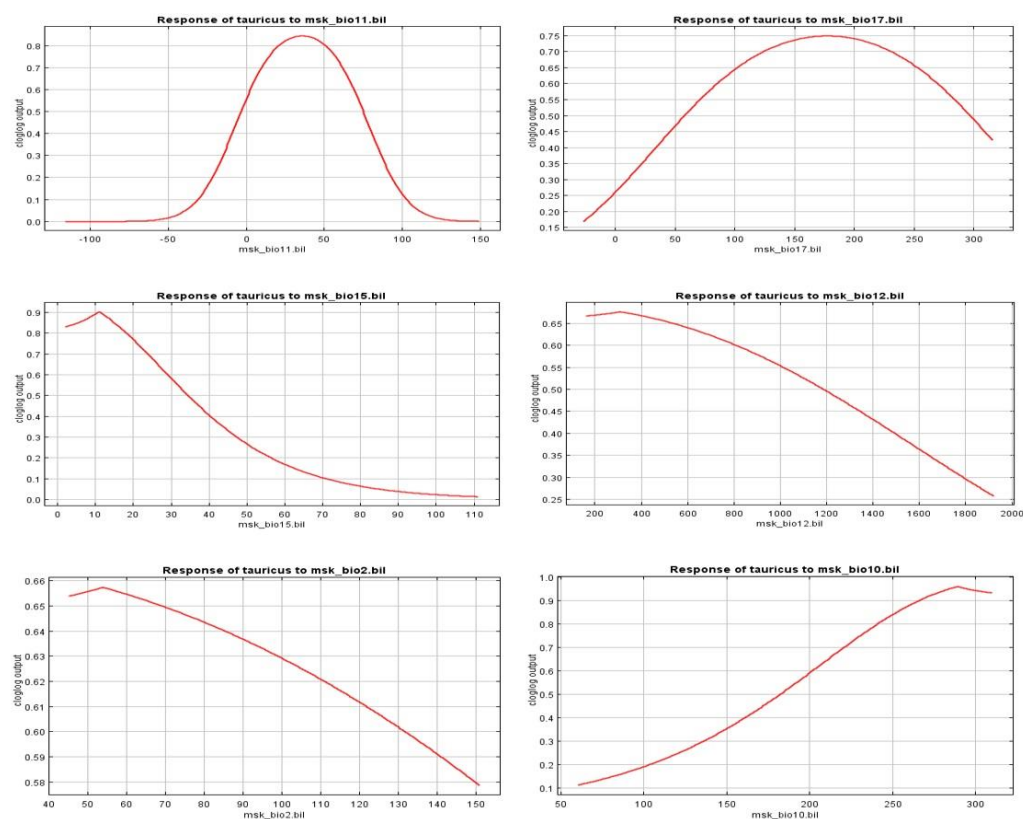 Response of tauricus to msk_bio11.bil
cloglog output
0.8
0.7
0.6
0.5
0.4
0.3
0.2
0.1
0.0
-100 -50 0 50 100 150
msk_bio11.bil
Response of tauricus to msk_bio17.bil
cloglog output
0.75
0.70
0.65
0.60
0.55
0.50
0.45
0.40
0.35
0.30
0.25
0.20
0.15
0 50 100 150 200 250 300
msk_bio17.bil
Response of tauricus to msk_bio15.bil
cloglog output
0.9
0.8
0.7
0.6
0.5
0.4
0.3
0.2
0.1
0.0
0 10 20 30 40 50 60 70 80 90 100 110
msk_bio15.bil
Response of tauricus to msk_bio12.bil
cloglog output
0.65
0.60
0.55
0.50
0.45
0.40
0.35
0.30
0.25
200 400 600 800 1000 1200 1400 1600 1800 2000
msk_bio12.bil
Response of tauricus to msk_bio2.bil
cloglog output
0.66
0.65
0.64
0.63
0.62
0.61
0.60
0.59
0.58
40 50 60 70 80 90 100 110 120 130 140 150
msk_bio2.bil
Response of tauricus to msk_bio10.bil
cloglog output
1.0
0.9
0.8
0.7
0.6
0.5
0.4
0.3
0.2
0.1
50 100 150 200 250 300
msk_bio10.bil